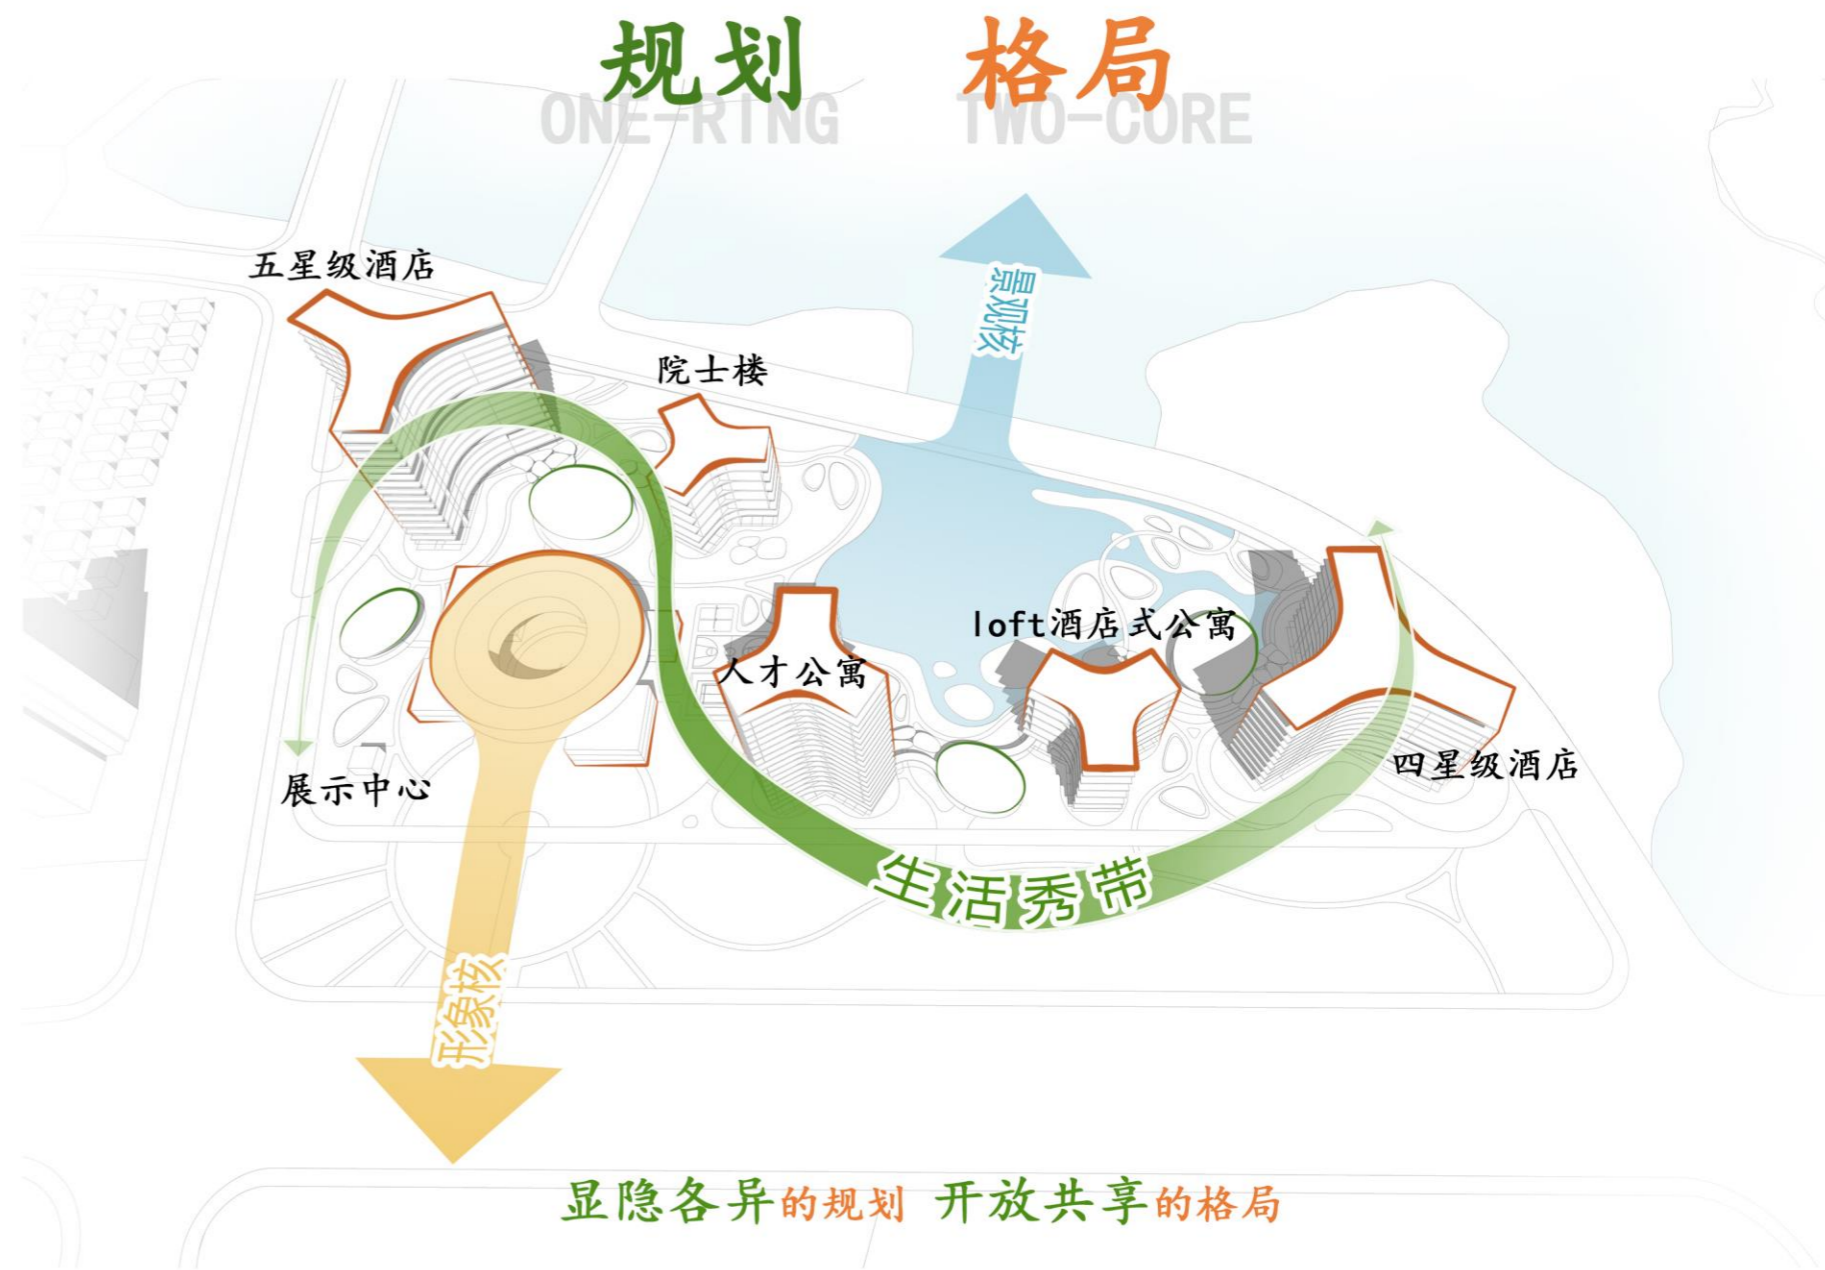 规划 格局
ONE-RING TWO-CORE
五星级酒店
景观核
院士楼
loft酒店式公寓
人才公寓
四星级酒店
展示中心
生活秀带
形象核
显隐各异的规划 开放共享的格局